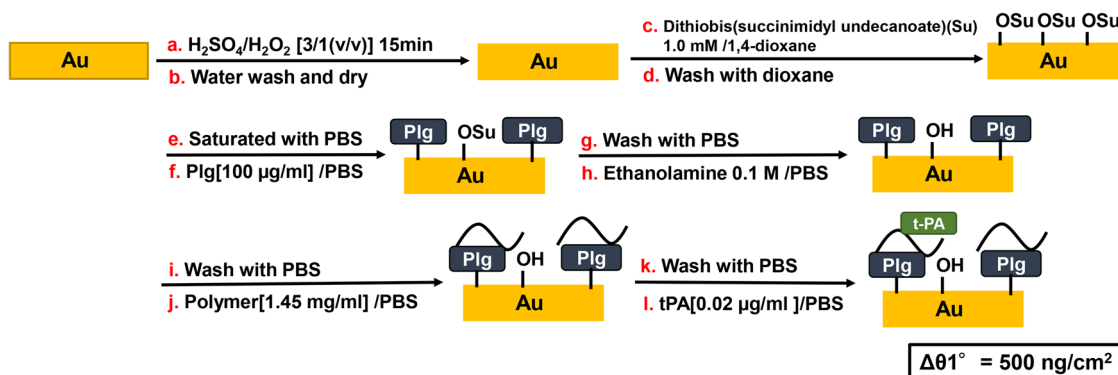 Au
a. H₂SO₄/H₂O₂ [3/1(v/v)] 15min
b. Water wash and dry
Au
c. Dithiobis(succinimidyl undecanoate)(Su)
1.0 mM /1,4-dioxane
d. Wash with dioxane
OSu OSu OSu
Au
e. Saturated with PBS
f. Plg[100 µg/ml] /PBS
Plg OSu Plg
Au
g. Wash with PBS
h. Ethanolamine 0.1 M /PBS
Plg OH Plg
Au
i. Wash with PBS
j. Polymer[1.45 mg/ml] /PBS
Plg OH Plg
Au
k. Wash with PBS
l. tPA[0.02 µg/ml ]/PBS
t-PA
Plg OH Plg
Au
Δθ1° = 500 ng/cm²